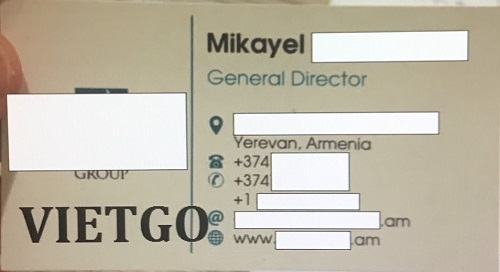 Mikayel
General Director
Yerevan, Armenia
+374
+374
+1
.am
www. .am
GROUP
VIETGO